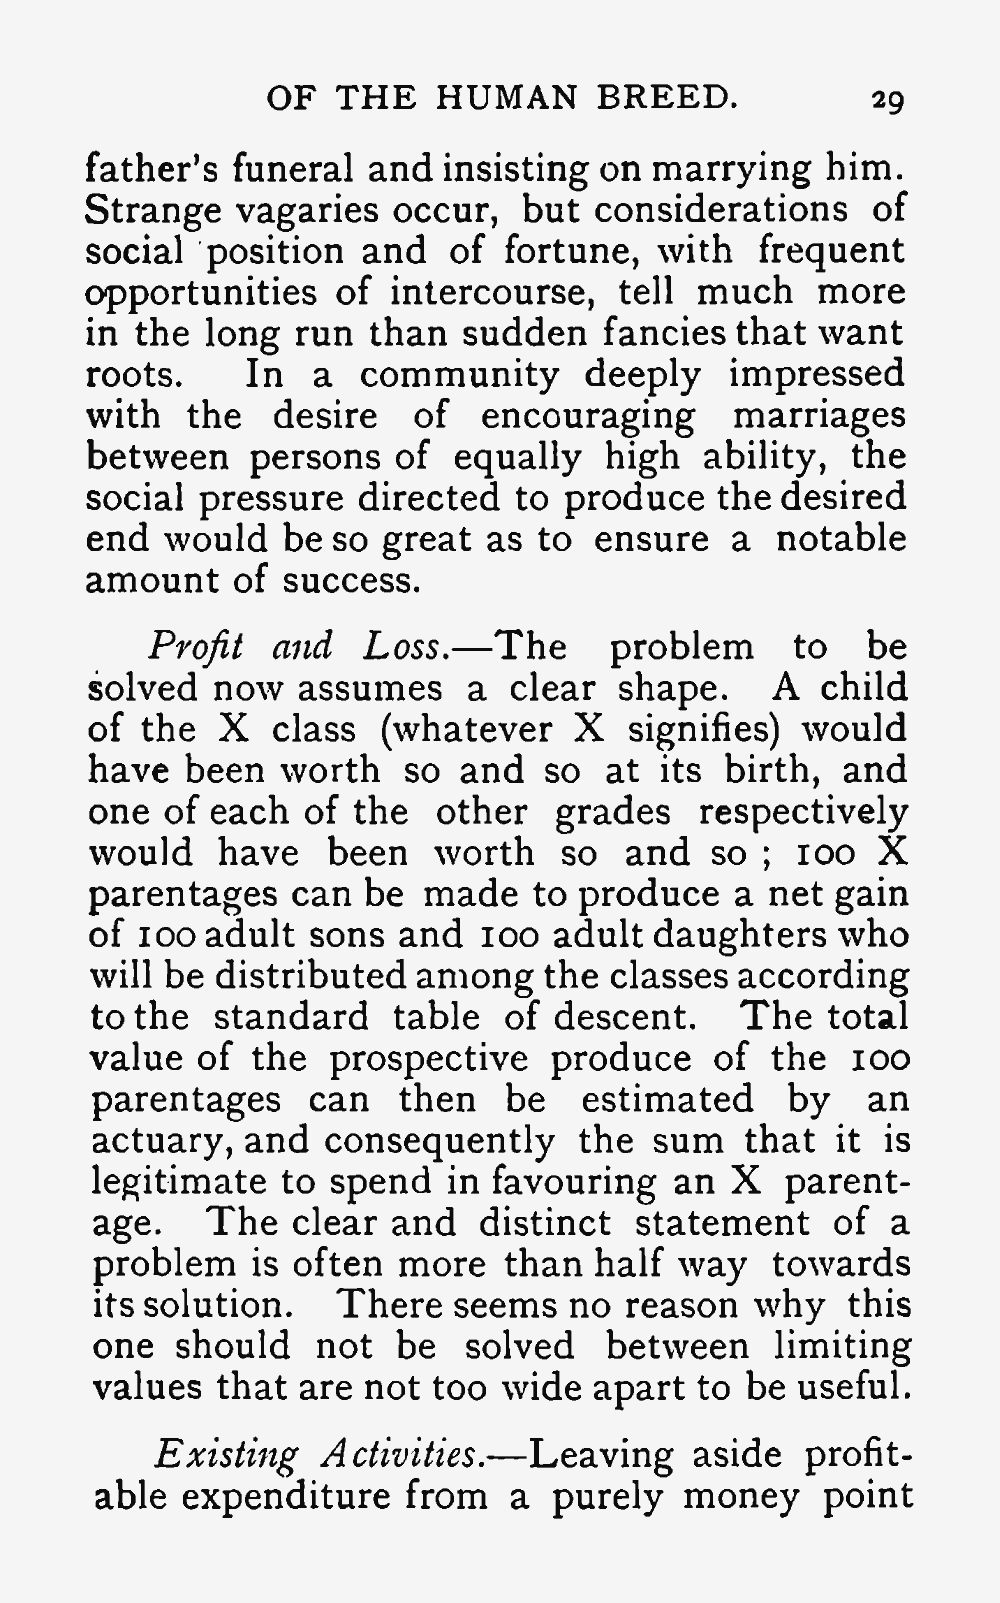 OF THE HUMAN BREED. 29
father's funeral and insisting on marrying him.
Strange vagaries occur, but considerations of
social position and of fortune, with frequent
opportunities of intercourse, tell much more
in the long run than sudden fancies that want
roots. In a community deeply impressed
with the desire of encouraging marriages
between persons of equally high ability, the
social pressure directed to produce the desired
end would be so great as to ensure a notable
amount of success.
Profit and Loss.—The problem to be
solved now assumes a clear shape. A child
of the X class (whatever X signifies) would
have been worth so and so at its birth, and
one of each of the other grades respectively
would have been worth so and so ; 100 X
parentages can be made to produce a net gain
of 100 adult sons and 100 adult daughters who
will be distributed among the classes according
to the standard table of descent. The total
value of the prospective produce of the 100
parentages can then be estimated by an
actuary, and consequently the sum that it is
legitimate to spend in favouring an X parent-
age. The clear and distinct statement of a
problem is often more than half way towards
its solution. There seems no reason why this
one should not be solved between limiting
values that are not too wide apart to be useful.
Existing Activities.—Leaving aside profit-
able expenditure from a purely money point